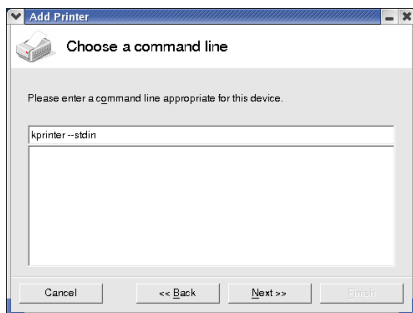 Add Printer
Choose a command line
Please enter a command line appropriate for this device.
kprinter --stdin
Cancel
<< Back
Next >>
Finish